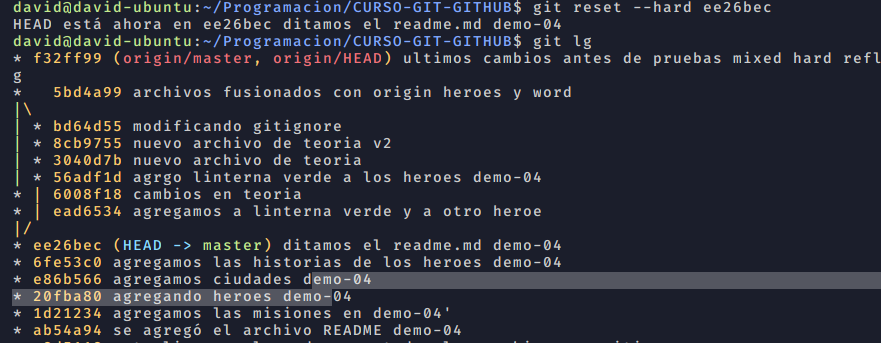 david@david-ubuntu:~/Programacion/CURSO-GIT-GITHUB$ git reset --hard ee26bec
HEAD está ahora en ee26bec ditamos el readme.md demo-04
david@david-ubuntu:~/Programacion/CURSO-GIT-GITHUB$ git lg
* f32ff99 (origin/master, origin/HEAD) ultimos cambios antes de pruebas mixed hard refl
g
*   5bd4a99 archivos fusionados con origin heroes y word
|\
| * bd64d55 modificando gitignore
| * 8cb9755 nuevo archivo de teoria v2
| * 3040d7b nuevo archivo de teoria
| * 56adf1d agrgo linterna verde a los heroes demo-04
* | 6008f18 cambios en teoria
* | ead6534 agregamos a linterna verde y a otro heroe
|/
* ee26bec (HEAD -> master) ditamos el readme.md demo-04
* 6fe53c0 agregamos las historias de los heroes demo-04
* e86b566 agregamos ciudades demo-04
* 20fba80 agregando heroes demo-04
* 1d21234 agregamos las misiones en demo-04'
* ab54a94 se agregó el archivo README demo-04